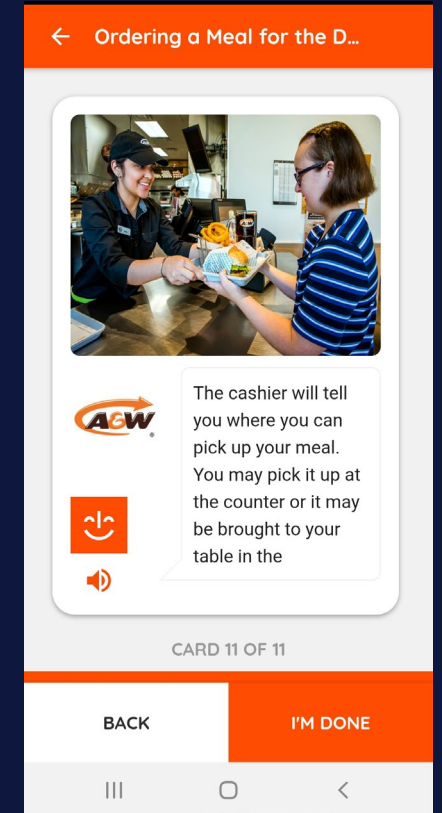 Ordering a Meal for the D...
A&W
The cashier will tell
you where you can
pick up your meal.
You may pick it up at
the counter or it may
be brought to your
table in the
CARD 11 OF 11
BACK
I'M DONE